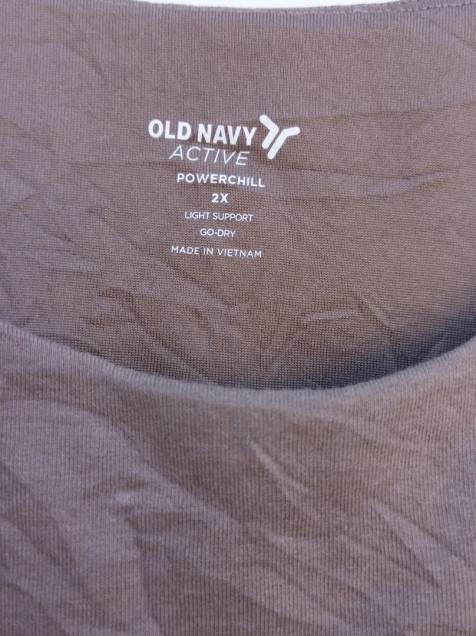 OLD NAVY
ACTIVE
POWERCHILL
2X
LIGHT SUPPORT
GO-DRY
MADE IN VIETNAM